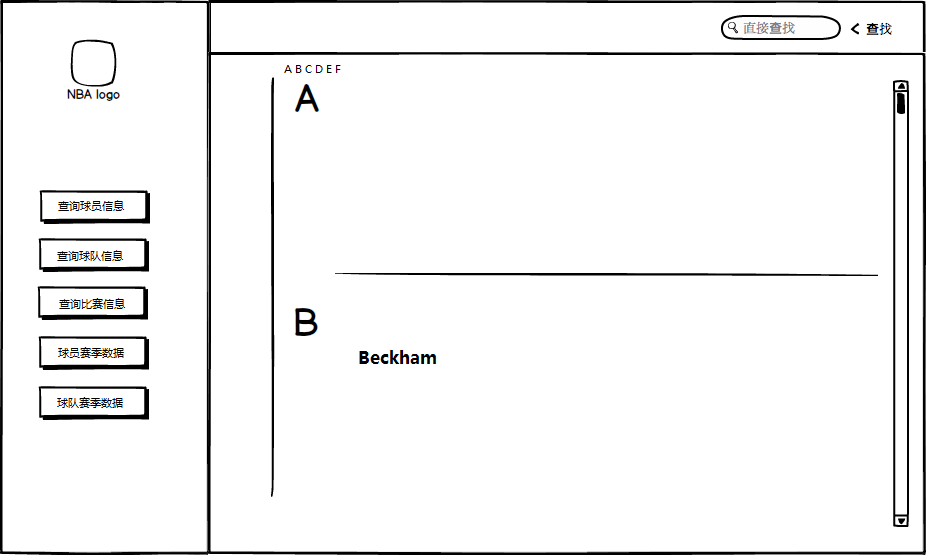 NBA logo
查询球员信息
查询球队信息
查询比赛信息
球员赛季数据
球队赛季数据
直接查找
查找
A B C D E F
A
B
Beckham